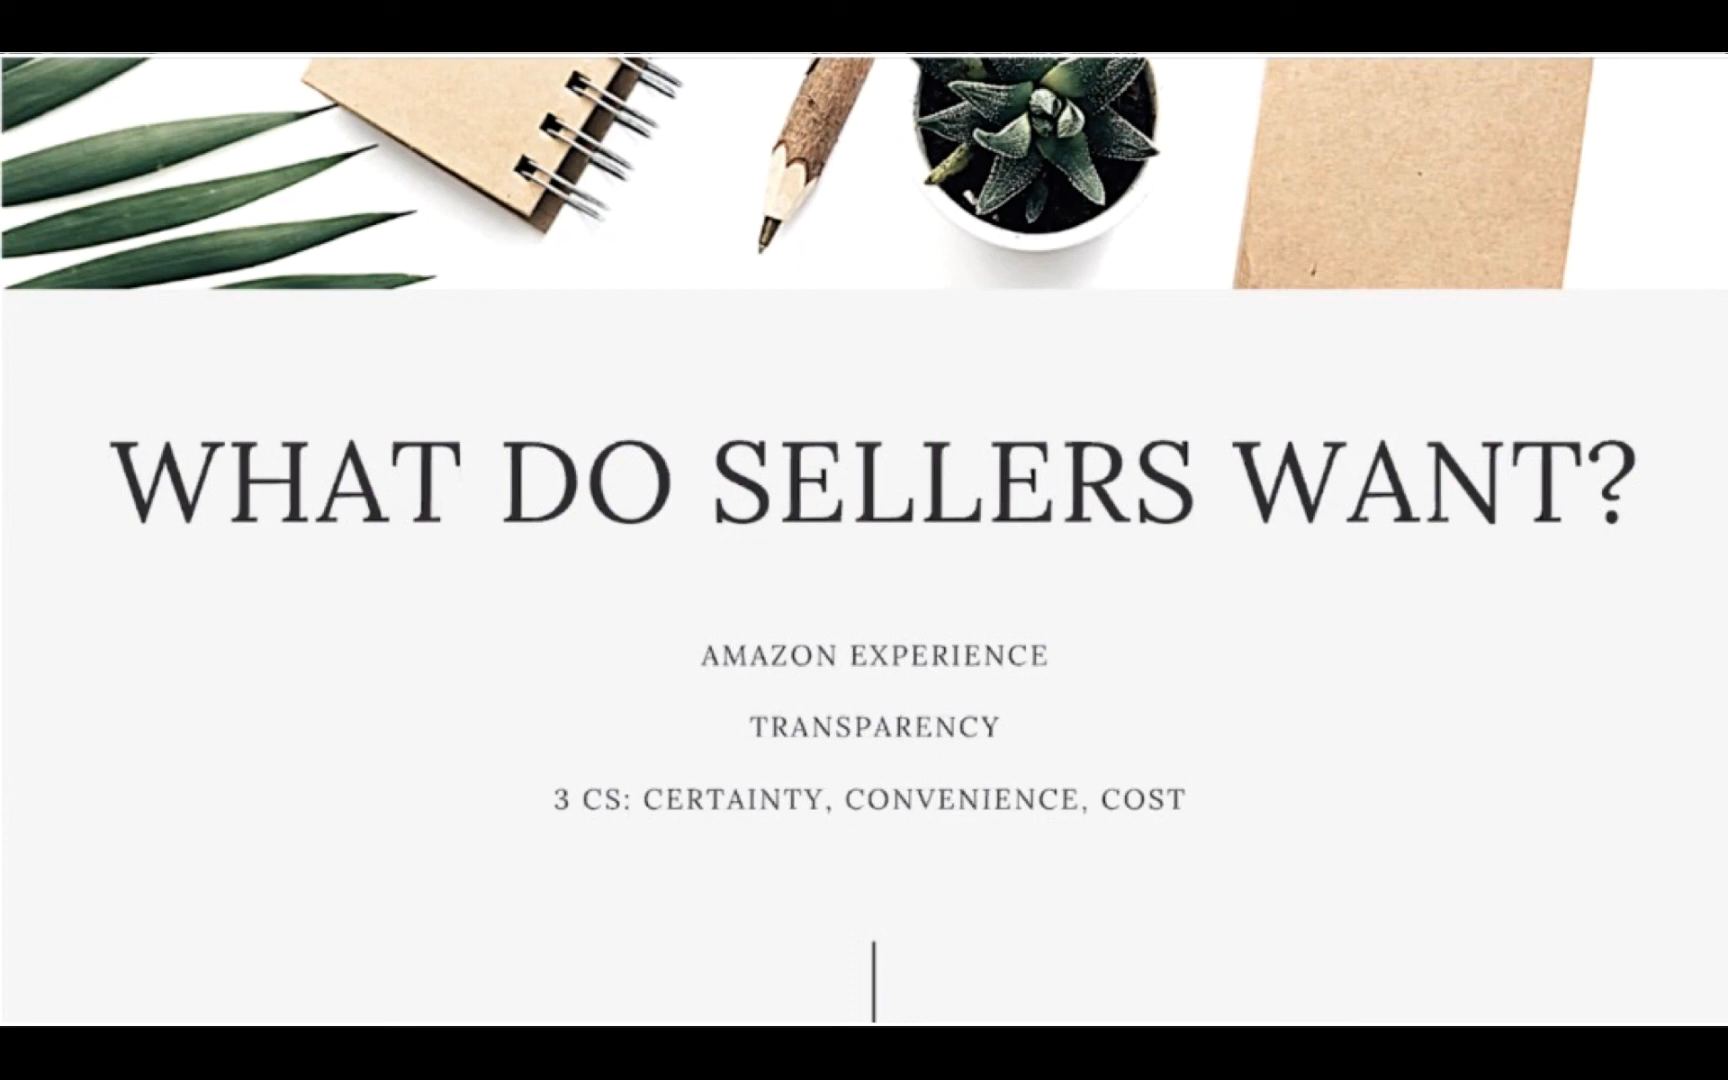 WHAT DO SELLERS WANT?
AMAZON EXPERIENCE
TRANSPARENCY
3 CS: CERTAINTY, CONVENIENCE, COST